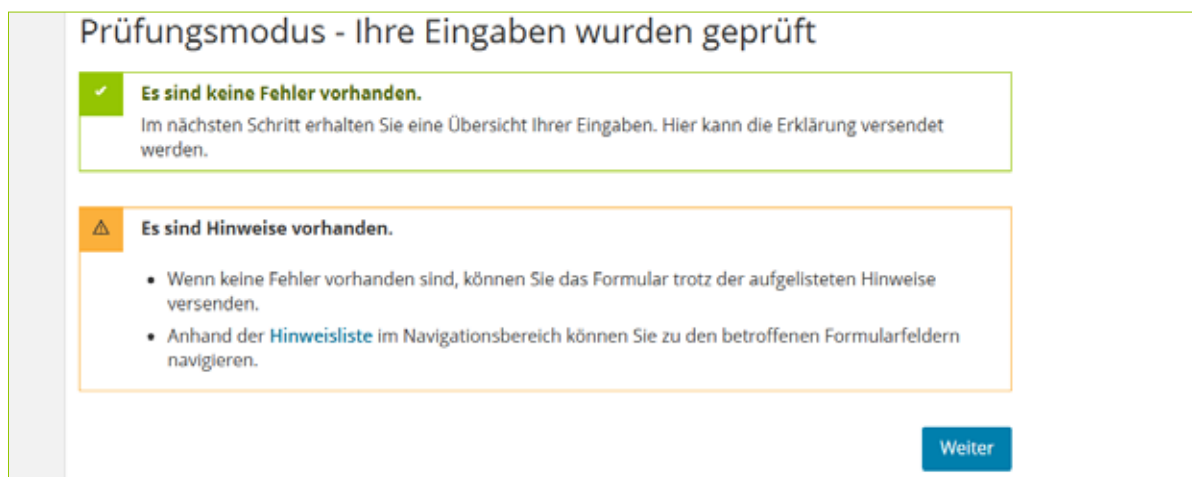 Prüfungsmodus - Ihre Eingaben wurden geprüft
Es sind keine Fehler vorhanden.
Im nächsten Schritt erhalten Sie eine Übersicht Ihrer Eingaben. Hier kann die Erklärung versendet
werden.
Es sind Hinweise vorhanden.
• Wenn keine Fehler vorhanden sind, können Sie das Formular trotz der aufgelisteten Hinweise
versenden.
• Anhand der Hinweisliste im Navigationsbereich können Sie zu den betroffenen Formularfeldern
navigieren.
Weiter